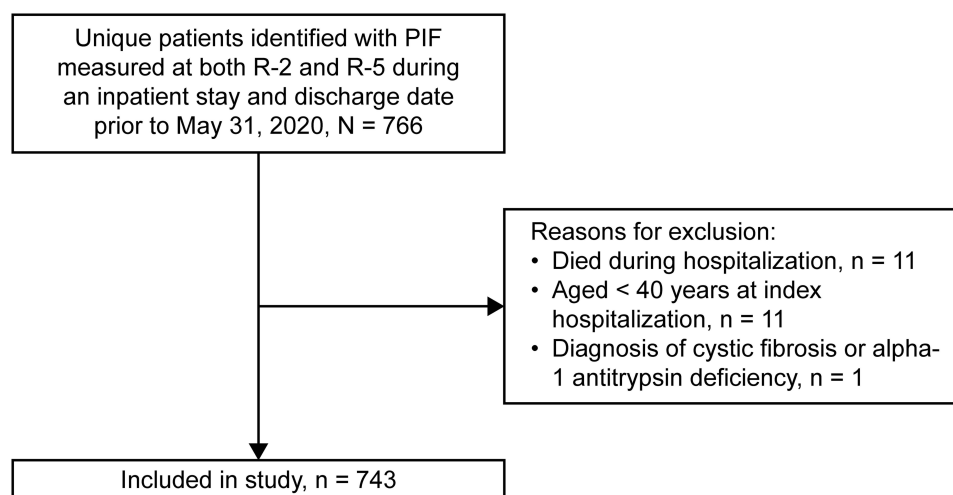 Unique patients identified with PIF
measured at both R-2 and R-5 during
an inpatient stay and discharge date
prior to May 31, 2020, N = 766
Reasons for exclusion:
• Died during hospitalization, n = 11
• Aged < 40 years at index
hospitalization, n = 11
• Diagnosis of cystic fibrosis or alpha-
1 antitrypsin deficiency, n = 1
Included in study, n = 743